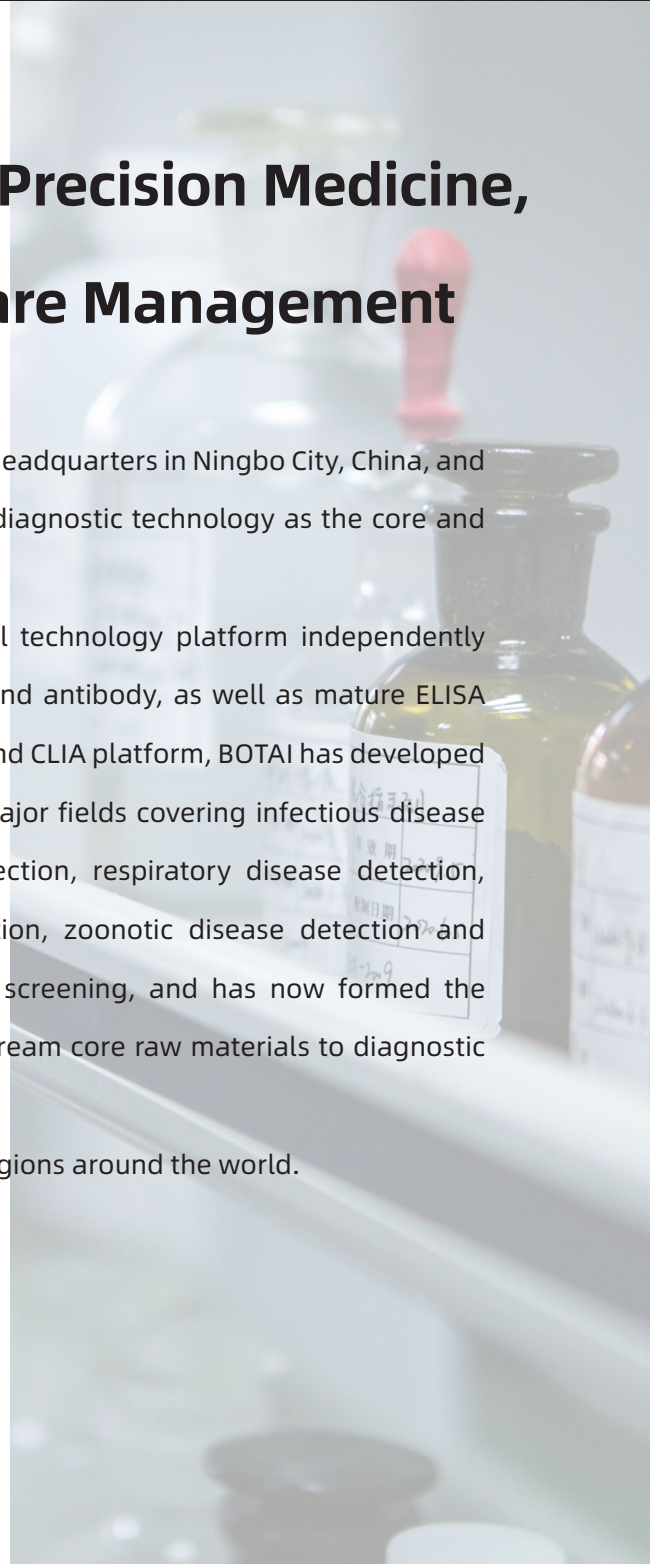 Precision Medicine,
are Management
eadquarters in Ningbo City, China, and
diagnostic technology as the core and
l technology platform independently
nd antibody, as well as mature ELISA
nd CLIA platform, BOTAI has developed
ajor fields covering infectious disease
ection, respiratory disease detection,
tion, zoonotic disease detection and
screening, and has now formed the
ream core raw materials to diagnostic
gions around the world.